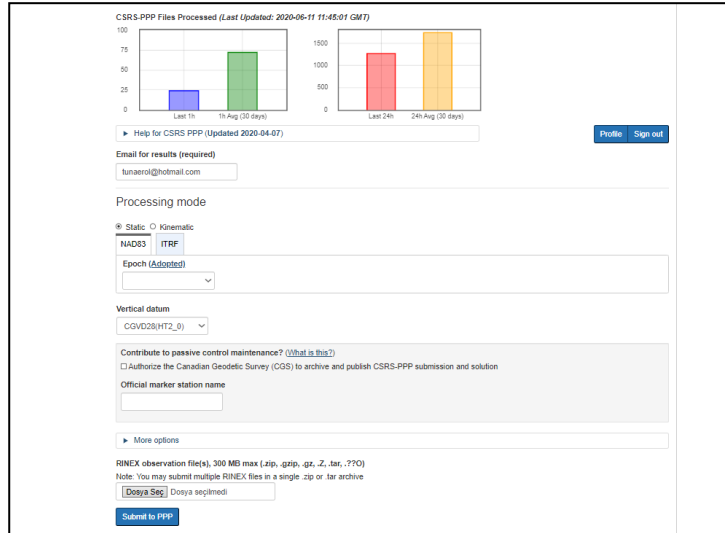 CSRS-PPP Files Processed (Last Updated: 2020-06-11 11:45:01 GMT)
100
75
50
25
0
Last 1h
1h Avg (30 days)
1500
1000
500
0
Last 24h
24h Avg (30 days)
► Help for CSRS PPP (Updated 2020-04-07)
Profile
Sign out
Email for results (required)
tunaerol@hotmail.com
Processing mode
Static
Kinematic
NAD83
ITRF
Epoch (Adopted)
Vertical datum
CGVD28(HT2_0)
Contribute to passive control maintenance? (What is this?)
Authorize the Canadian Geodetic Survey (CGS) to archive and publish CSRS-PPP submission and solution
Official marker station name
► More options
RINEX observation file(s), 300 MB max (.zip, .gzip, .gz, .Z, .tar, .??O)
Note: You may submit multiple RINEX files in a single .zip or .tar archive
Dosya Seç Dosya seçilmedi
Submit to PPP